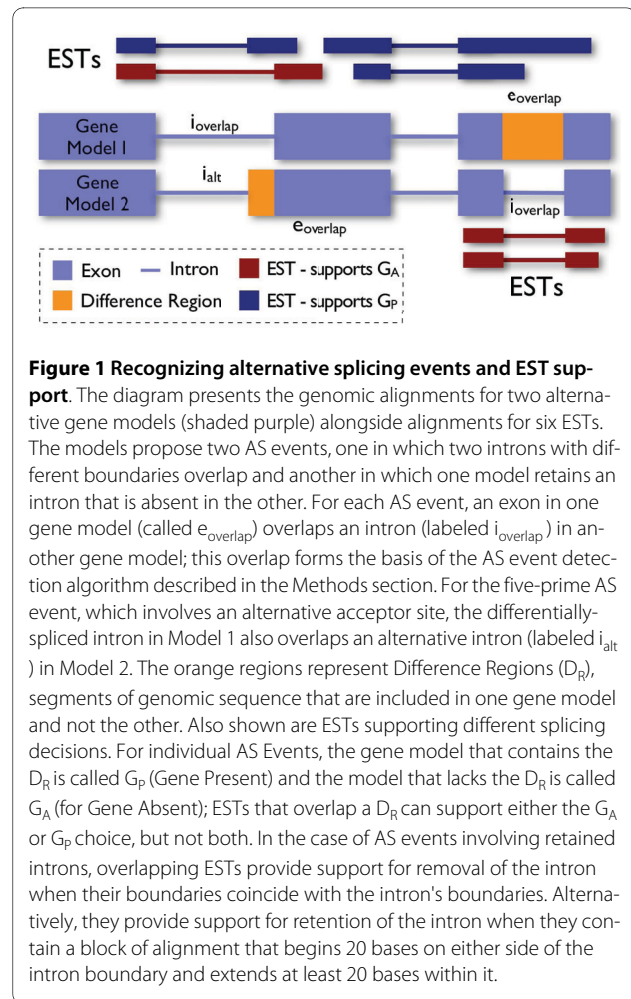 ESTs
e_overlap
Gene Model 1
i_overlap
Gene Model 2
i_alt
e_overlap
i_overlap
ESTs
Exon
Intron
EST - supports G_A
Difference Region
EST - supports G_P
Figure 1 Recognizing alternative splicing events and EST sup-
port. The diagram presents the genomic alignments for two alterna-
tive gene models (shaded purple) alongside alignments for six ESTs.
The models propose two AS events, one in which two introns with dif-
ferent boundaries overlap and another in which one model retains an
intron that is absent in the other. For each AS event, an exon in one
gene model (called e_overlap) overlaps an intron (labeled i_overlap ) in an-
other gene model; this overlap forms the basis of the AS event detec-
tion algorithm described in the Methods section. For the five-prime AS
event, which involves an alternative acceptor site, the differentially-
spliced intron in Model 1 also overlaps an alternative intron (labeled i_alt
) in Model 2. The orange regions represent Difference Regions (D_R),
segments of genomic sequence that are included in one gene model
and not the other. Also shown are ESTs supporting different splicing
decisions. For individual AS Events, the gene model that contains the
D_R is called G_P (Gene Present) and the model that lacks the D_R is called
G_A (for Gene Absent); ESTs that overlap a D_R can support either the G_A
or G_P choice, but not both. In the case of AS events involving retained
introns, overlapping ESTs provide support for removal of the intron
when their boundaries coincide with the intron's boundaries. Alterna-
tively, they provide support for retention of the intron when they con-
tain a block of alignment that begins 20 bases on either side of the
intron boundary and extends at least 20 bases within it.